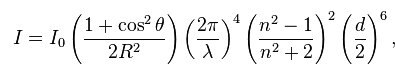 I = I_0 \left( \frac{1 + \cos^2 \theta}{2R^2} \right) \left( \frac{2\pi}{\lambda} \right)^4 \left( \frac{n^2 - 1}{n^2 + 2} \right)^2 \left( \frac{d}{2} \right)^6,